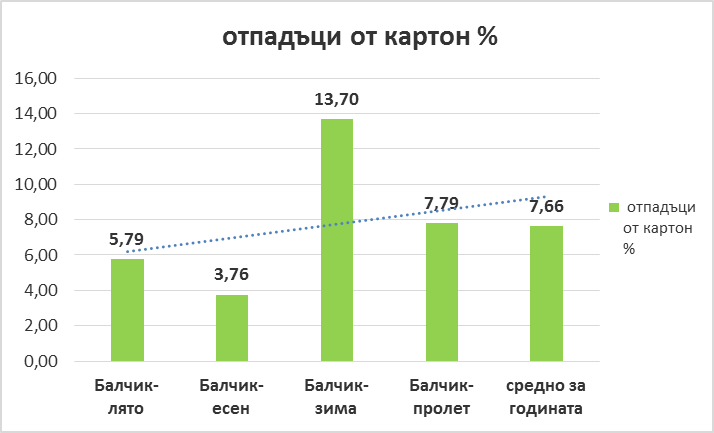 отпадъци от картон %
16,00
14,00
12,00
10,00
8,00
6,00
4,00
2,00
0,00
5,79
3,76
13,70
7,79
7,66
Балчик-
лято
Балчик-
есен
Балчик-
зима
Балчик-
пролет
средно за
годината
отпадъци
от картон
%